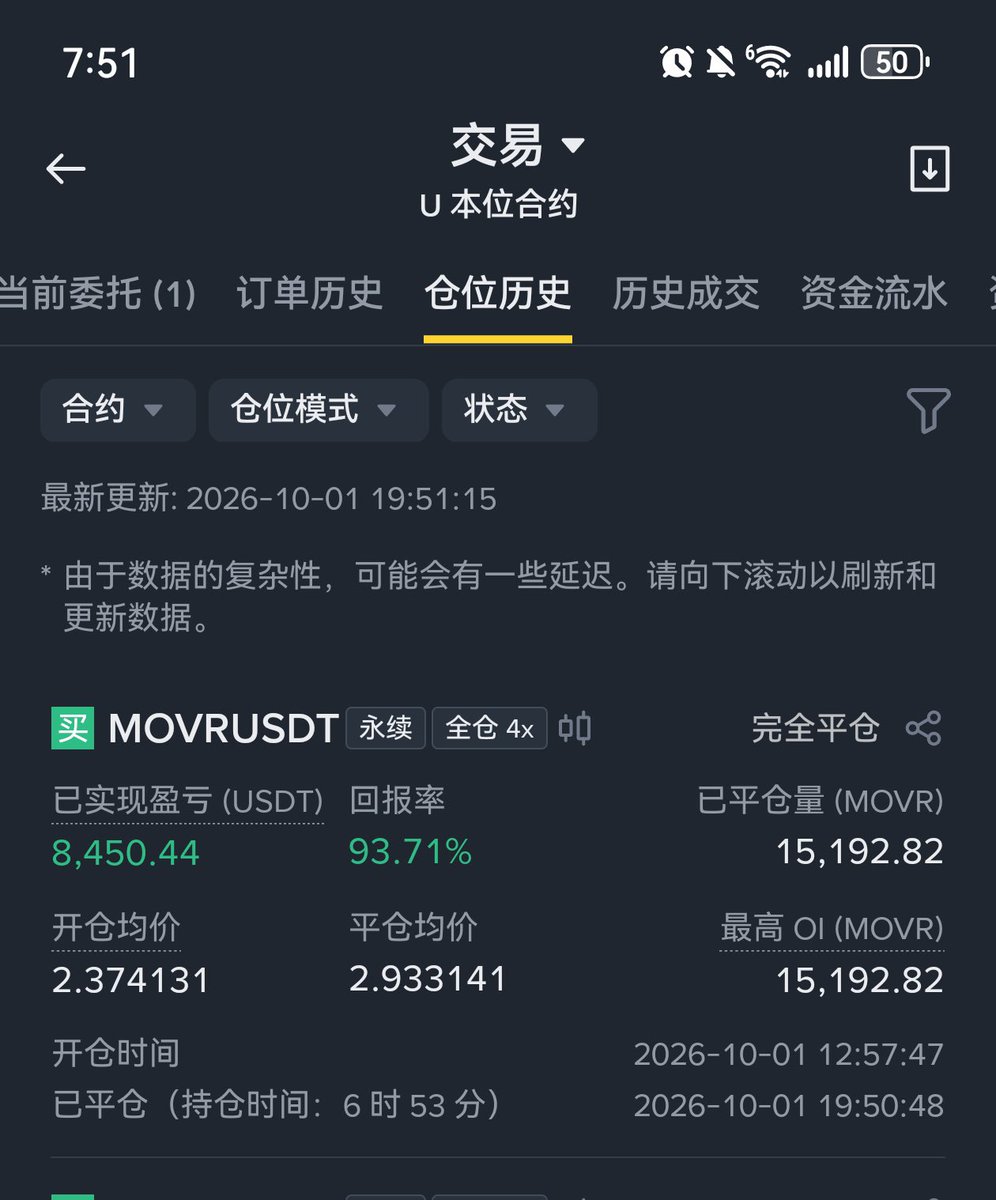 7:51
6
50
交易
U 本位合约
当前委托 (1) 订单历史 仓位历史 历史成交 资金流水
合约 仓位模式 状态
最新更新: 2026-10-01 19:51:15
* 由于数据的复杂性，可能会有一些延迟。请向下滚动以刷新和
更新数据。
买 MOVRUSDT 永续 全仓 4x 完全平仓
已实现盈亏 (USDT) 回报率 已平仓量 (MOVR)
8,450.44 93.71% 15,192.82
开仓均价 平仓均价 最高 OI (MOVR)
2.374131 2.933141 15,192.82
开仓时间 2026-10-01 12:57:47
已平仓（持仓时间：6 时 53 分） 2026-10-01 19:50:48